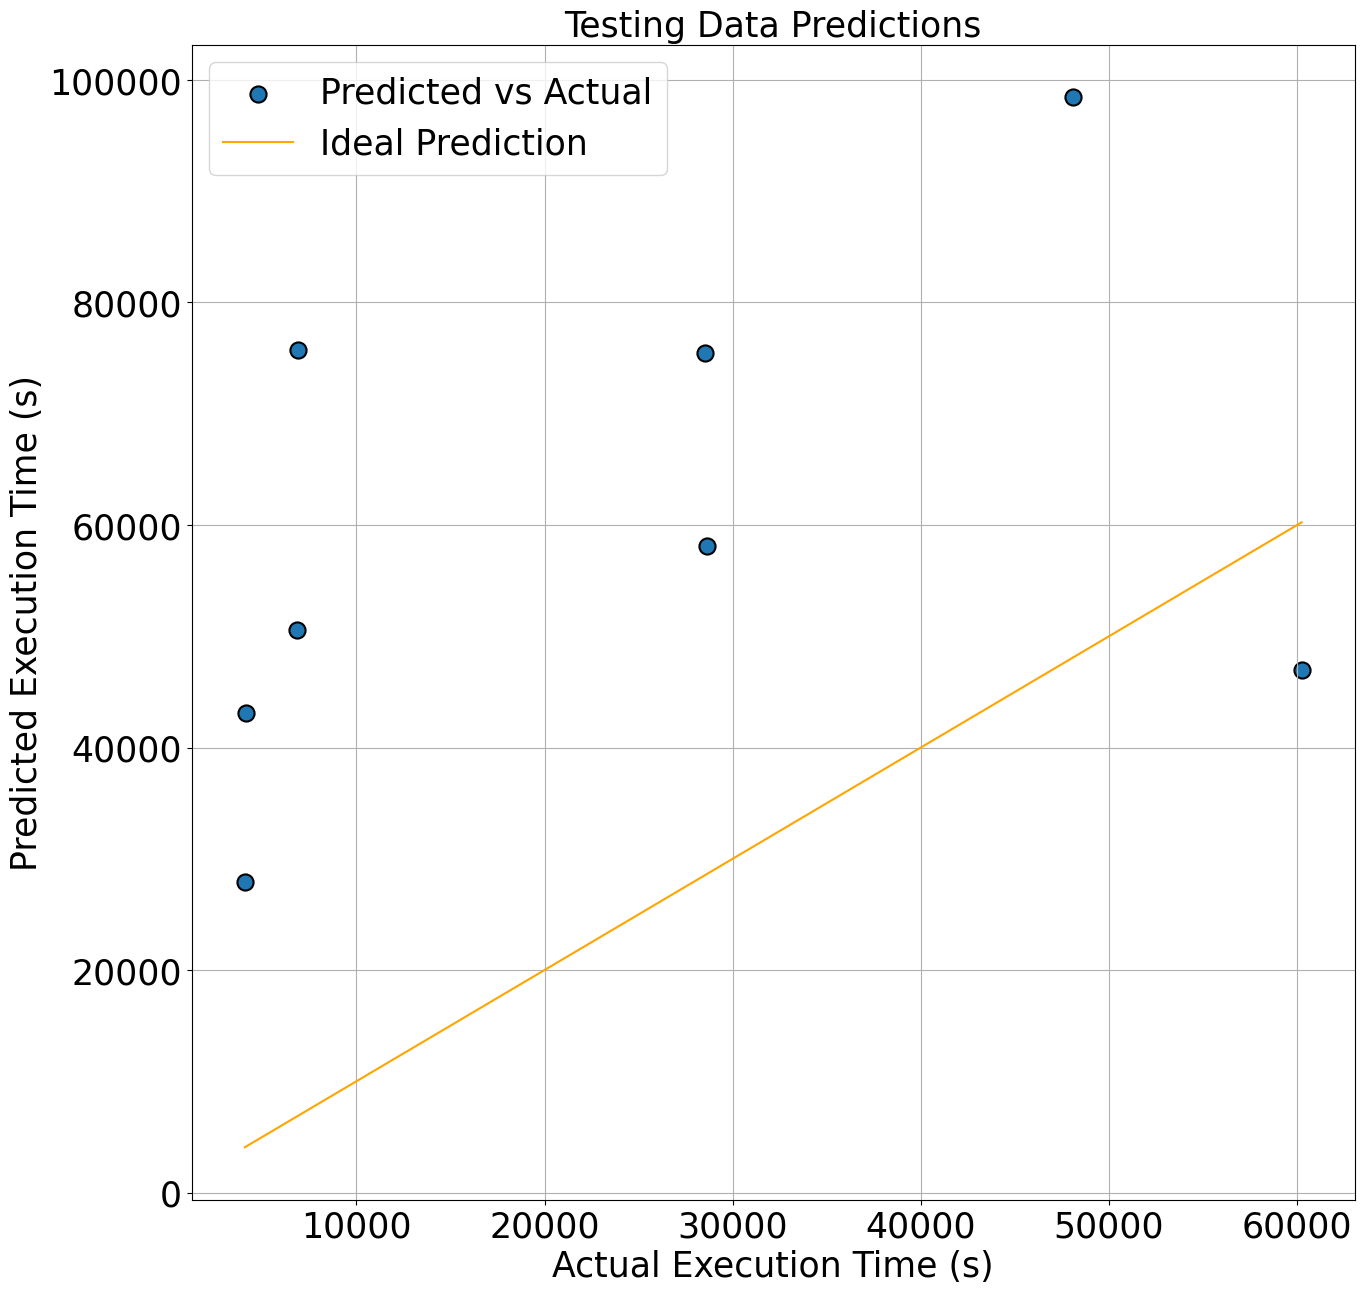 Testing Data Predictions
Predicted vs Actual
Ideal Prediction
Predicted Execution Time (s)
100000
80000
60000
40000
20000
0
10000 20000 30000 40000 50000 60000
Actual Execution Time (s)